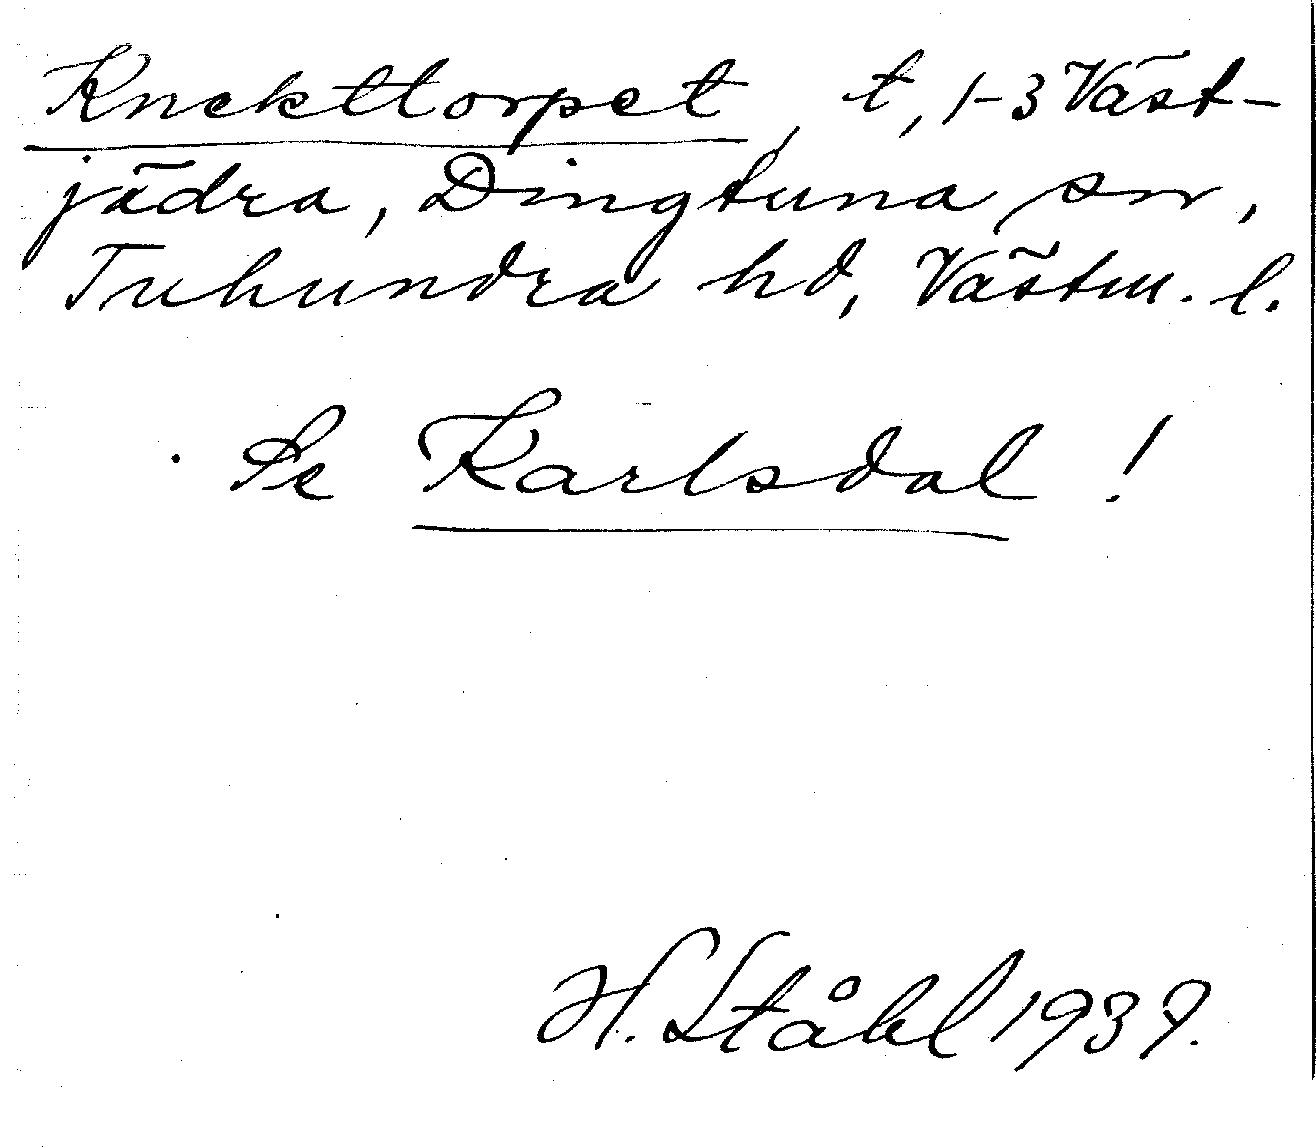 Knekttorpet, t, 1-3 Väst-
jädra, Dingtuna sn,
Tuhundra hd, Västm. l.
Se Karlsdal!
H. Ståhl 1939.